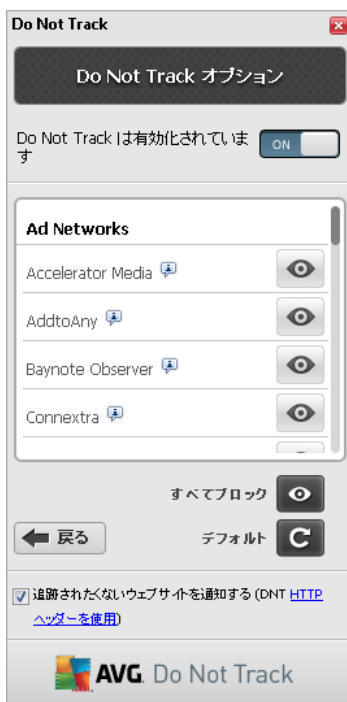 Do Not Track
Do Not Track オプション
Do Not Track は有効化されていま
す
ON
Ad Networks
Accelerator Media
AddtoAny
Baynote Observer
Connextra
すべてブロック
戻る
デフォルト
追跡されたくないウェブサイトを通知する (DNT HTTP
ヘッダーを使用)
AVG. Do Not Track